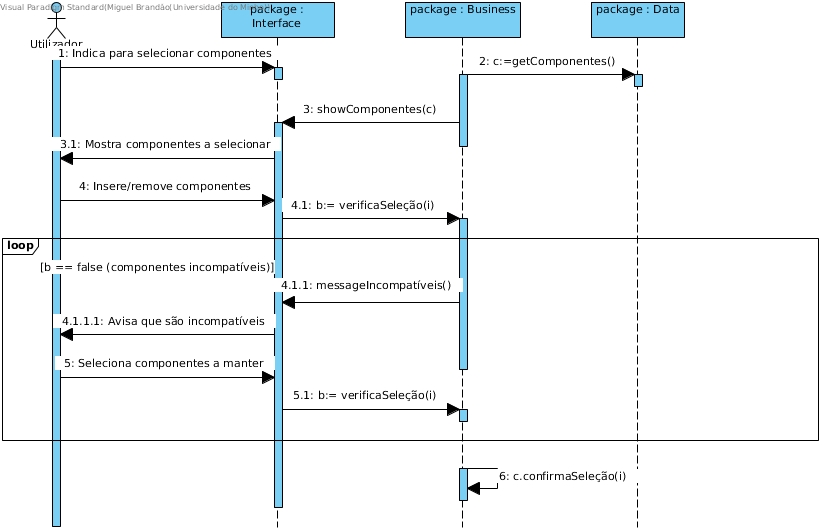 Visual Paradigm Standard(Miguel Brandão(Universidade do Minho))
package : Interface
package : Business
package : Data
Utilizador
1: Indica para selecionar componentes
2: c:=getComponentes()
3: showComponentes(c)
3.1: Mostra componentes a selecionar
4: Insere/remove componentes
4.1: b:= verificaSeleção(i)
loop
[b == false (componentes incompatíveis)]
4.1.1: messageIncompatíveis()
4.1.1.1: Avisa que são incompatíveis
5: Seleciona componentes a manter
5.1: b:= verificaSeleção(i)
6: c.confirmaSeleção(i)